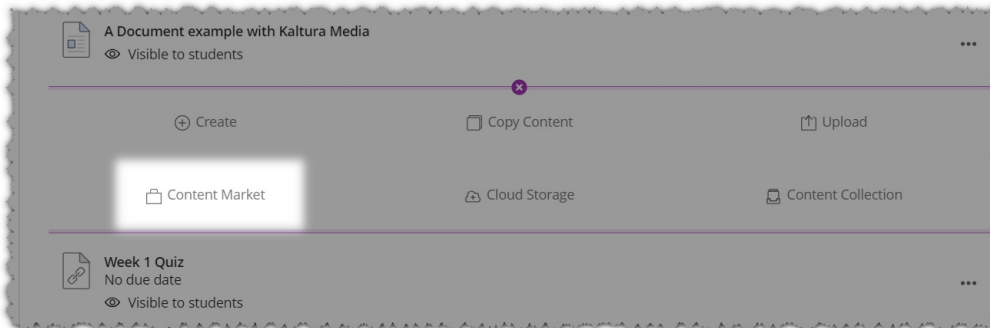 A Document example with Kaltura Media
Visible to students
Create
Copy Content
Upload
Content Market
Cloud Storage
Content Collection
Week 1 Quiz
No due date
Visible to students